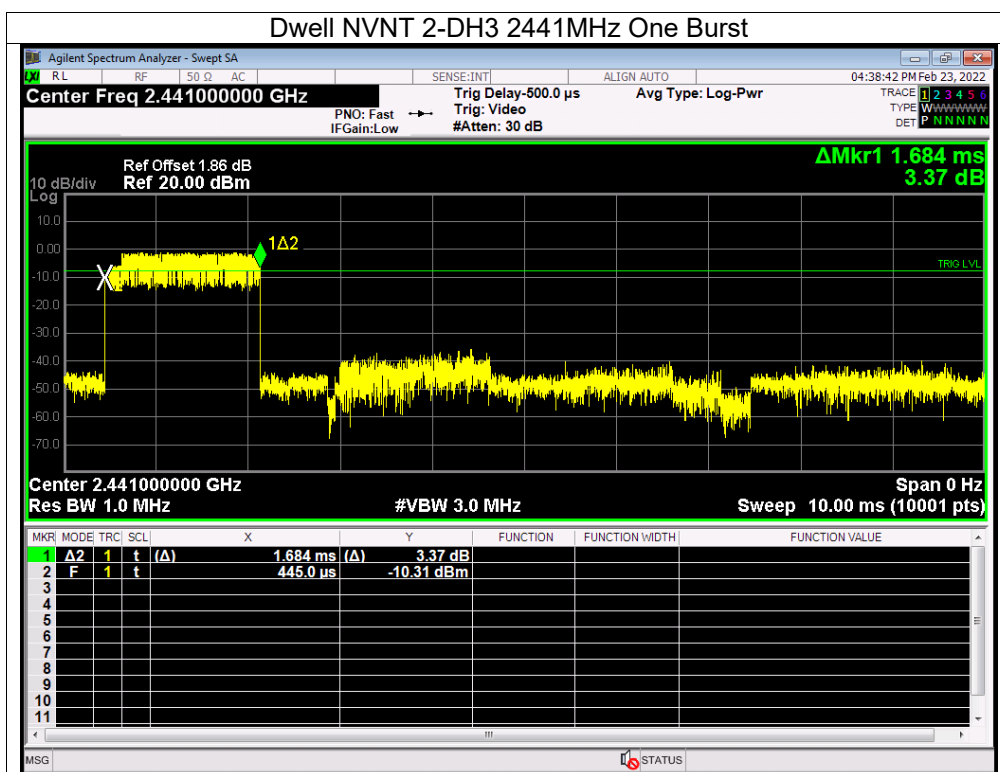 Dwell NVNT 2-DH3 2441MHz One Burst
Agilent Spectrum Analyzer - Swept SA
LXI RL RF 50 Ω AC SENSE:INT ALIGN AUTO 04:38:42 PM Feb 23, 2022
Center Freq 2.441000000 GHz Trig Delay-500.0 µs Avg Type: Log-Pwr TRACE 1 2 3 4 5 6
PNO: Fast Trig: Video TYPE WWWWWW
IFGain:Low #Atten: 30 dB DET P N N N N N
ΔMkr1 1.684 ms
3.37 dB
Ref Offset 1.86 dB
10 dB/div Ref 20.00 dBm
Log
10.0
0.00
1Δ2
TRIG LVL
-10.0
-20.0
-30.0
-40.0
-50.0
-60.0
-70.0
Center 2.441000000 GHz Span 0 Hz
Res BW 1.0 MHz #VBW 3.0 MHz Sweep 10.00 ms (10001 pts)
MKR MODE TRC SCL X Y FUNCTION FUNCTION WIDTH FUNCTION VALUE
1 Δ2 1 t (Δ) 1.684 ms (Δ) 3.37 dB
2 F 1 t 445.0 µs -10.31 dBm
3
4
5
6
7
8
9
10
11
MSG STATUS